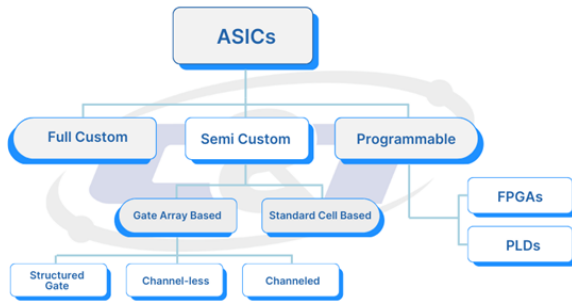 ASICs
Full Custom
Semi Custom
Programmable
Gate Array Based
Standard Cell Based
FPGAs
PLDs
Structured
Gate
Channel-less
Channeled